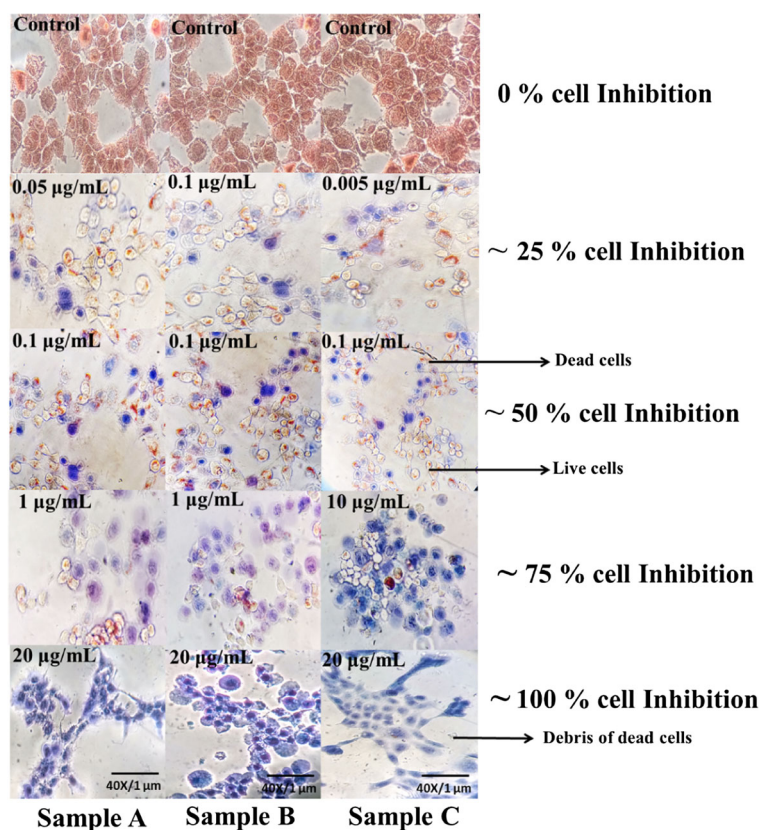 Control Control Control
0 % cell Inhibition
0.05 µg/mL 0.1 µg/mL 0.005 µg/mL
~ 25 % cell Inhibition
0.1 µg/mL 0.1 µg/mL 0.1 µg/mL
Dead cells
~ 50 % cell Inhibition
Live cells
1 µg/mL 1 µg/mL 10 µg/mL
~ 75 % cell Inhibition
20 µg/mL 20 µg/mL 20 µg/mL
~ 100 % cell Inhibition
Debris of dead cells
40X/1 µm 40X/1 µm 40X/1 µm
Sample A Sample B Sample C